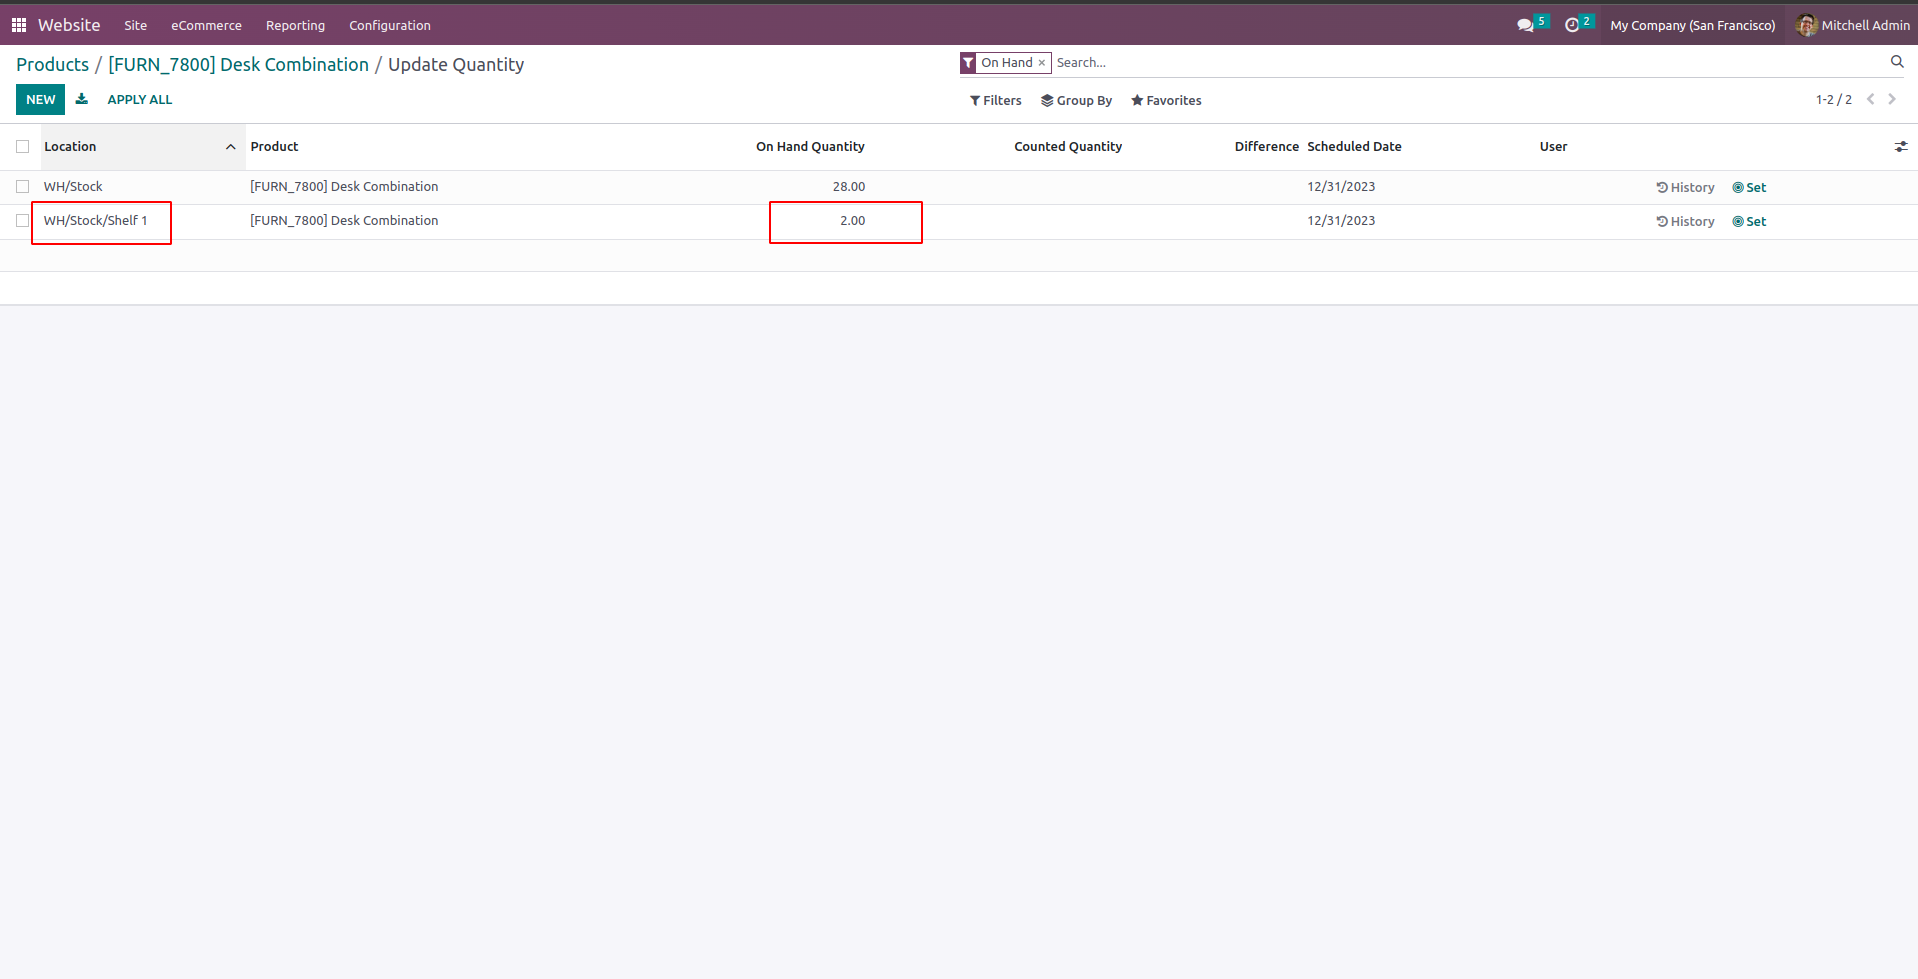 Website Site eCommerce Reporting Configuration 5 2 My Company (San Francisco) Mitchell Admin
Products / [FURN_7800] Desk Combination / Update Quantity
On Hand × Search...
NEW APPLY ALL
Filters Group By Favorites 1-2 / 2
Location Product On Hand Quantity Counted Quantity Difference Scheduled Date User
WH/Stock [FURN_7800] Desk Combination 28.00 12/31/2023 History Set
WH/Stock/Shelf 1 [FURN_7800] Desk Combination 2.00 12/31/2023 History Set